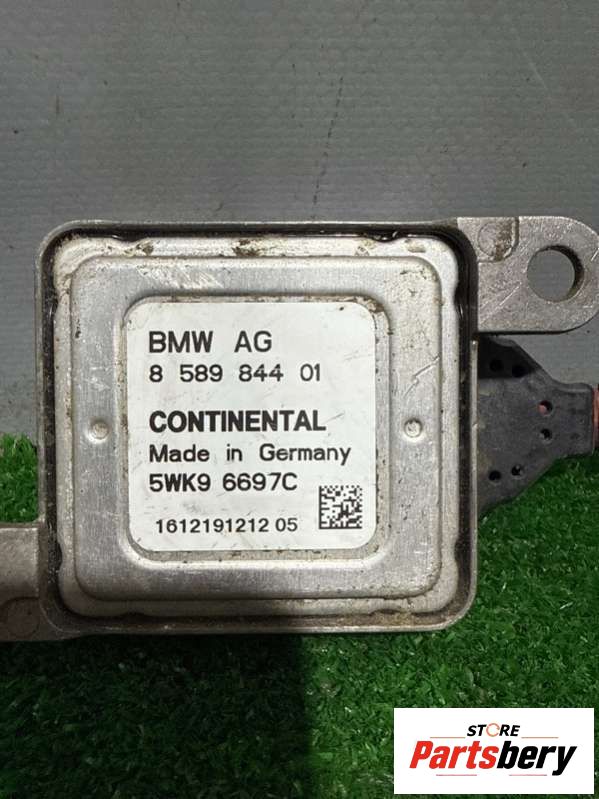 BMW AG
8 589 844 01
CONTINENTAL
Made in Germany
5WK9 6697C
1612191212 05
STORE
Partsbery